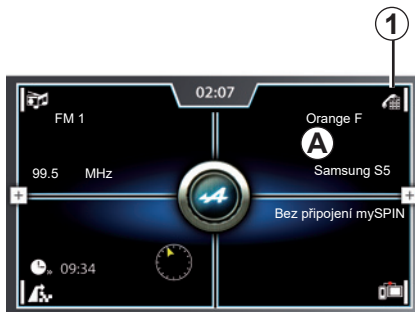 1
02:07
FM 1
Orange F
A
99.5 MHz
Samsung S5
Bez připojení mySPIN
09:34